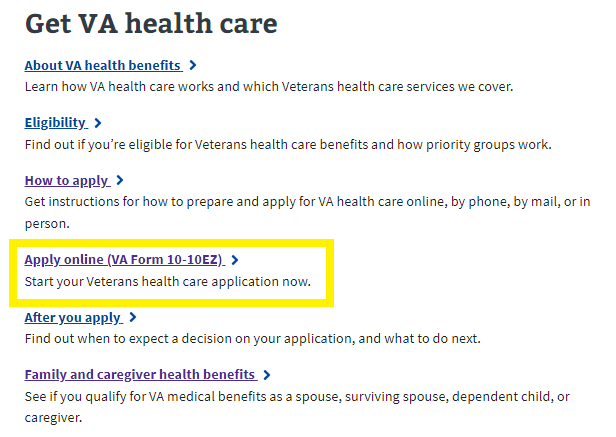 Get VA health care
About VA health benefits
Learn how VA health care works and which Veterans health care services we cover.
Eligibility
Find out if you’re eligible for Veterans health care benefits and how priority groups work.
How to apply
Get instructions for how to prepare and apply for VA health care online, by phone, by mail, or in
person.
Apply online (VA Form 10-10EZ)
Start your Veterans health care application now.
After you apply
Find out when to expect a decision on your application, and what to do next.
Family and caregiver health benefits
See if you qualify for VA medical benefits as a spouse, surviving spouse, dependent child, or
caregiver.